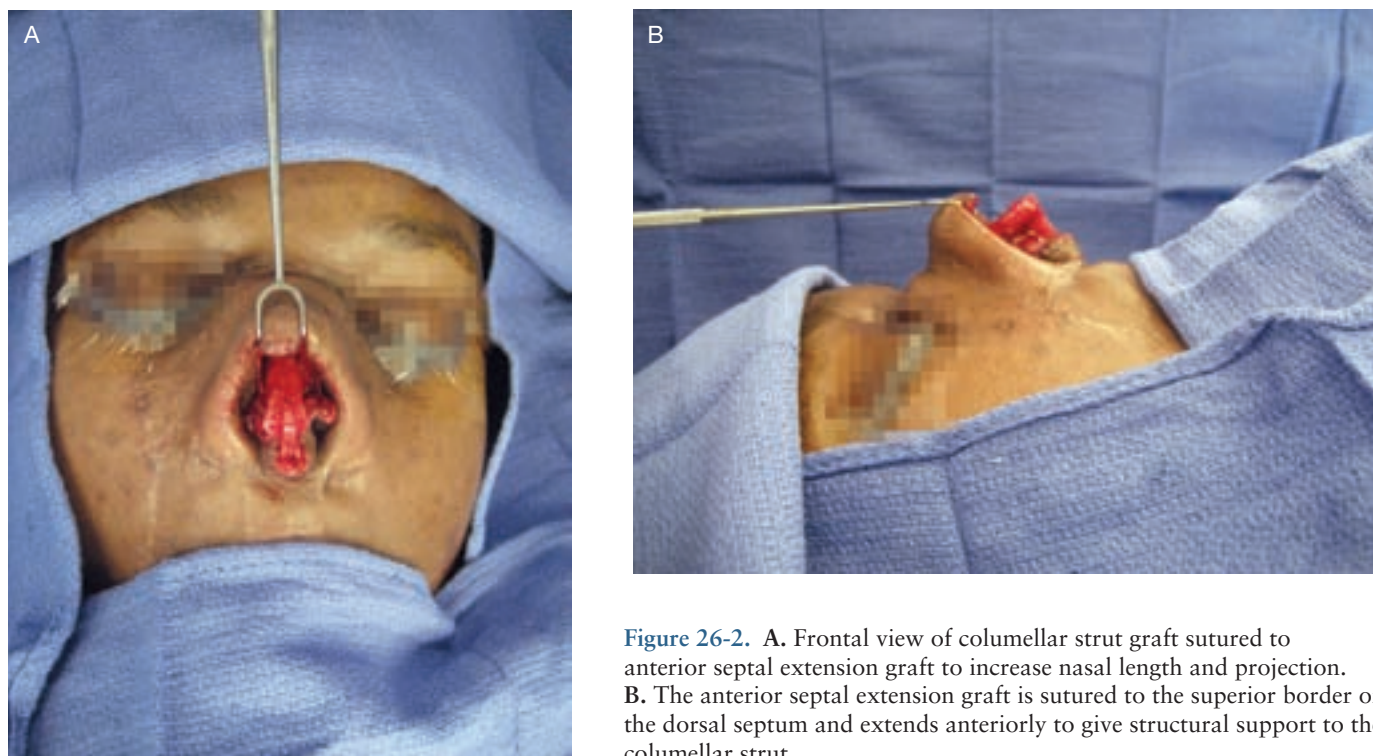 A
B
Figure 26-2. A. Frontal view of columellar strut graft sutured to
anterior septal extension graft to increase nasal length and projection.
B. The anterior septal extension graft is sutured to the superior border o
the dorsal septum and extends anteriorly to give structural support to the
columellar strut